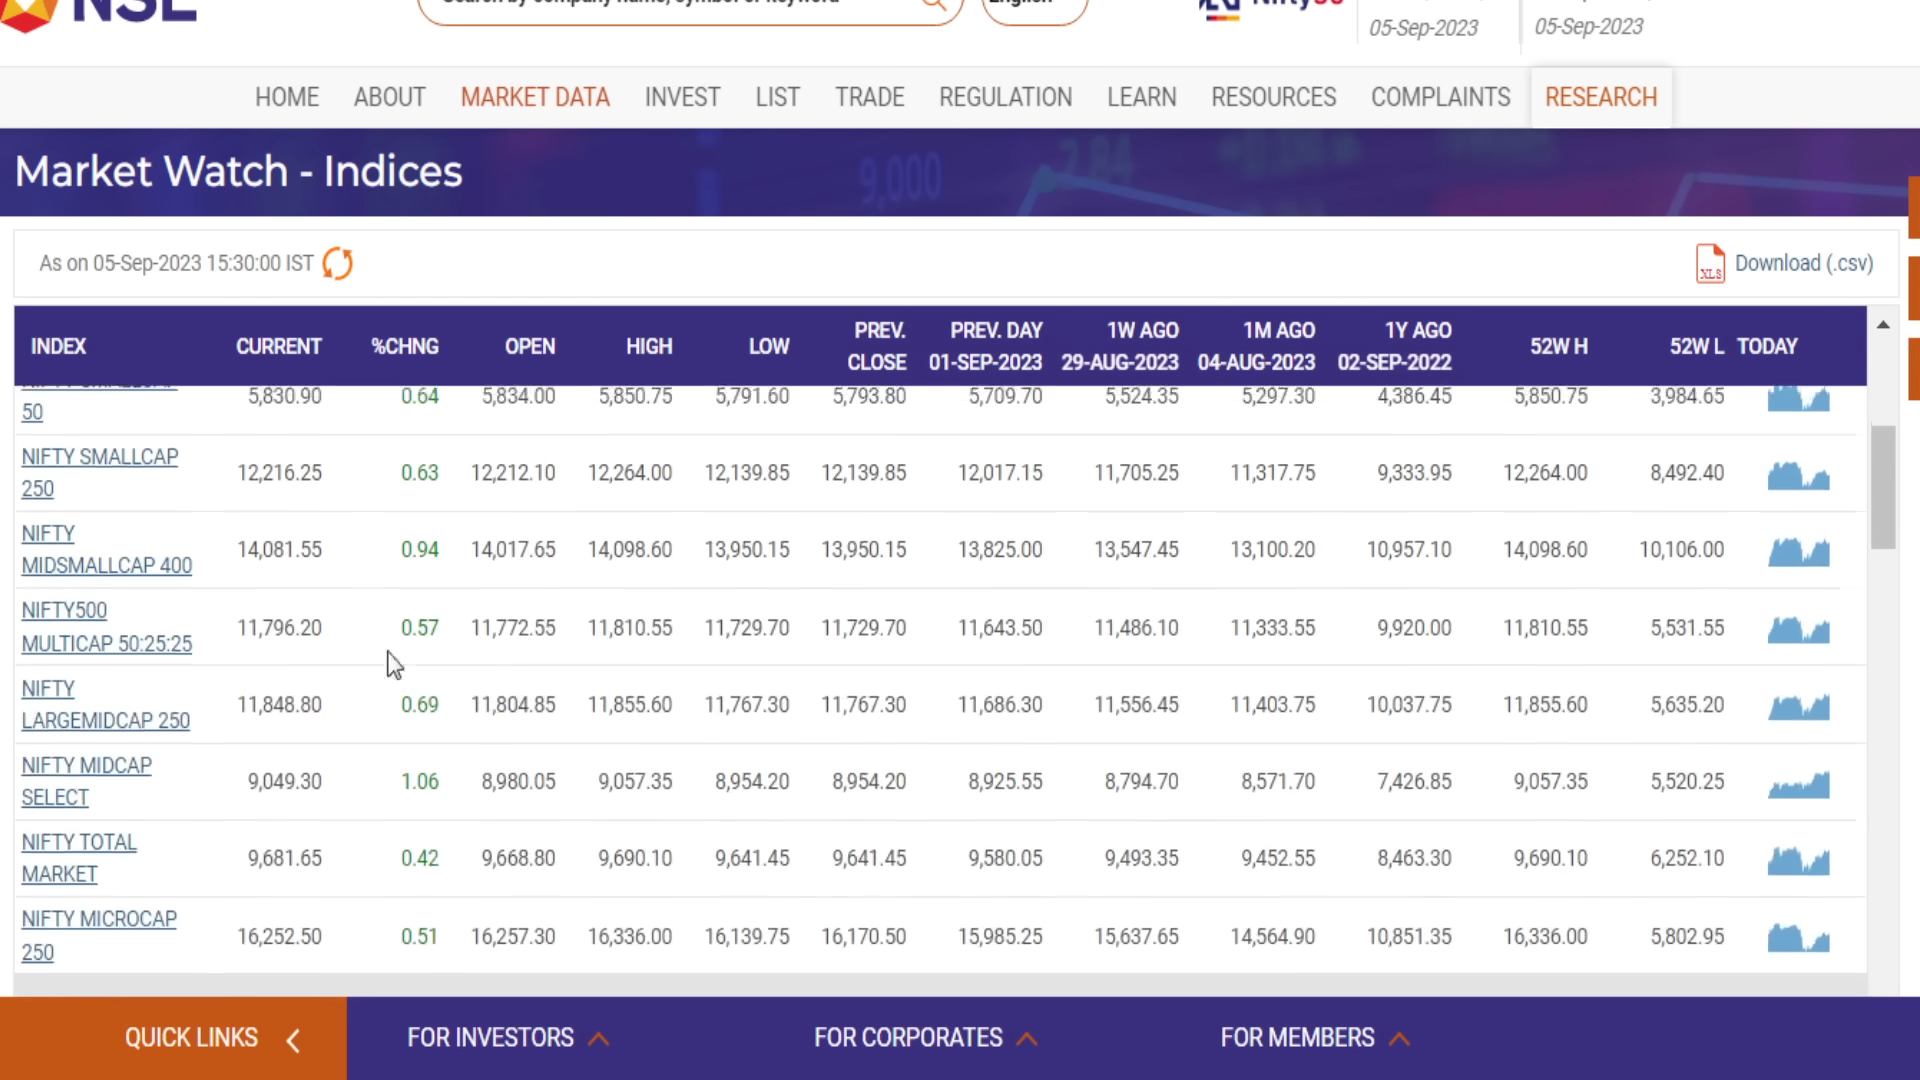 NSE
Search by company name, symbol or keyword English Nifty50
05-Sep-2023 05-Sep-2023
HOME ABOUT MARKET DATA INVEST LIST TRADE REGULATION LEARN RESOURCES COMPLAINTS RESEARCH
9,000
Market Watch - Indices
As on 05-Sep-2023 15:30:00 IST XLS Download (.csv)
INDEX CURRENT %CHNG OPEN HIGH LOW PREV. CLOSE PREV. DAY 01-SEP-2023 1W AGO 29-AUG-2023 1M AGO 04-AUG-2023 1Y AGO 02-SEP-2022 52W H 52W L TODAY
50 5,830.90 0.64 5,834.00 5,850.75 5,791.60 5,793.80 5,709.70 5,524.35 5,297.30 4,386.45 5,850.75 3,984.65
NIFTY SMALLCAP 250 12,216.25 0.63 12,212.10 12,264.00 12,139.85 12,139.85 12,017.15 11,705.25 11,317.75 9,333.95 12,264.00 8,492.40
NIFTY MIDSMALLCAP 400 14,081.55 0.94 14,017.65 14,098.60 13,950.15 13,950.15 13,825.00 13,547.45 13,100.20 10,957.10 14,098.60 10,106.00
NIFTY500 MULTICAP 50:25:25 11,796.20 0.57 11,772.55 11,810.55 11,729.70 11,729.70 11,643.50 11,486.10 11,333.55 9,920.00 11,810.55 5,531.55
NIFTY LARGEMIDCAP 250 11,848.80 0.69 11,804.85 11,855.60 11,767.30 11,767.30 11,686.30 11,556.45 11,403.75 10,037.75 11,855.60 5,635.20
NIFTY MIDCAP SELECT 9,049.30 1.06 8,980.05 9,057.35 8,954.20 8,954.20 8,925.55 8,794.70 8,571.70 7,426.85 9,057.35 5,520.25
NIFTY TOTAL MARKET 9,681.65 0.42 9,668.80 9,690.10 9,641.45 9,641.45 9,580.05 9,493.35 9,452.55 8,463.30 9,690.10 6,252.10
NIFTY MICROCAP 250 16,252.50 0.51 16,257.30 16,336.00 16,139.75 16,170.50 15,985.25 15,637.65 14,564.90 10,851.35 16,336.00 5,802.95
QUICK LINKS FOR INVESTORS FOR CORPORATES FOR MEMBERS